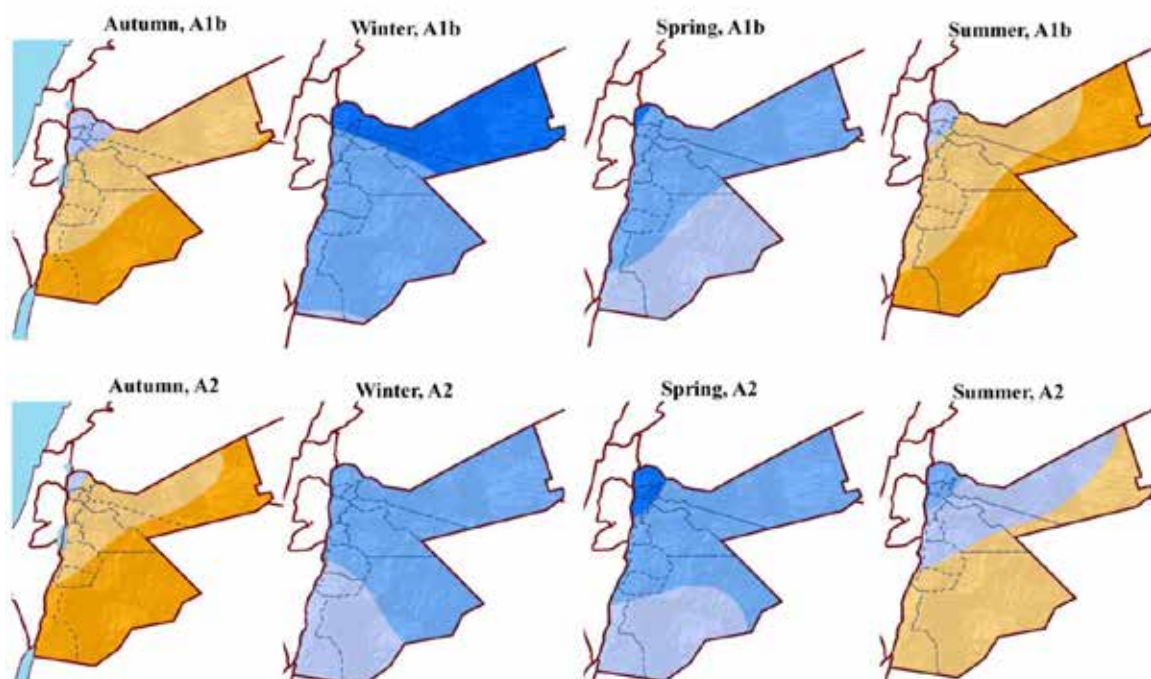 Autumn, A1b
Winter, A1b
Spring, A1b
Summer, A1b
Autumn, A2
Winter, A2
Spring, A2
Summer, A2